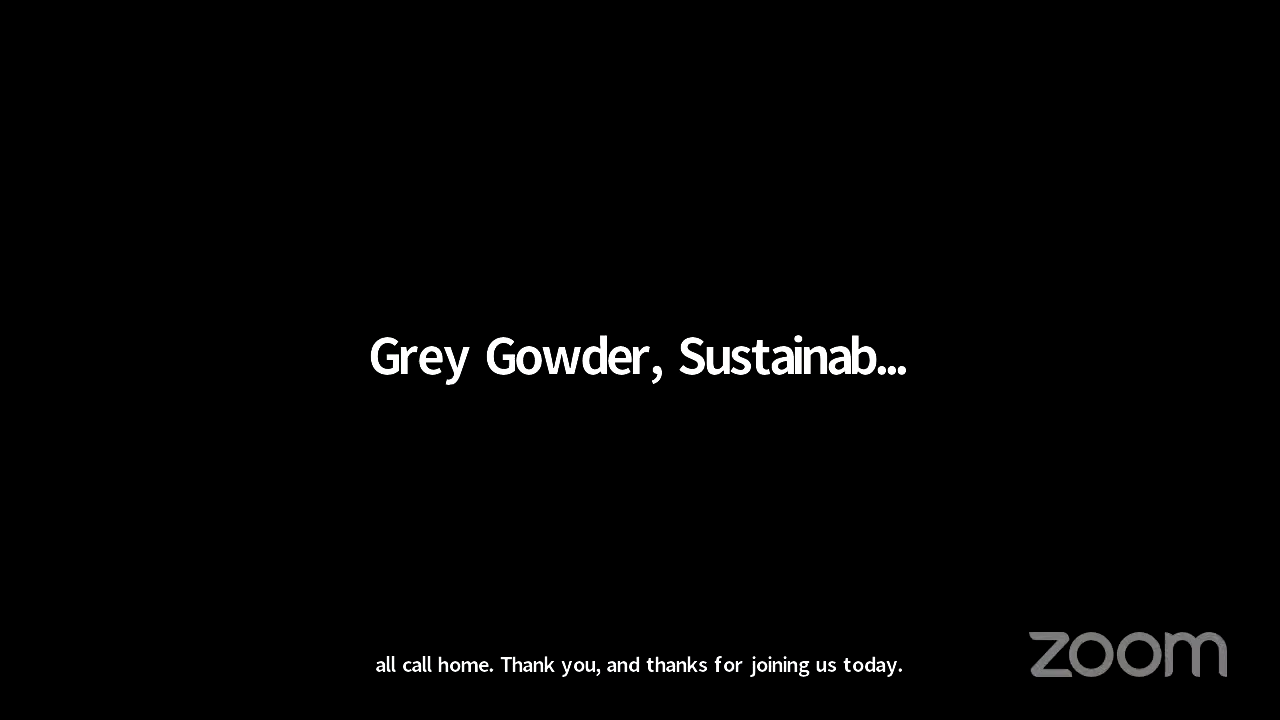 Grey Gowder, Sustainab...
all call home. Thank you, and thanks for joining us today.
zoom